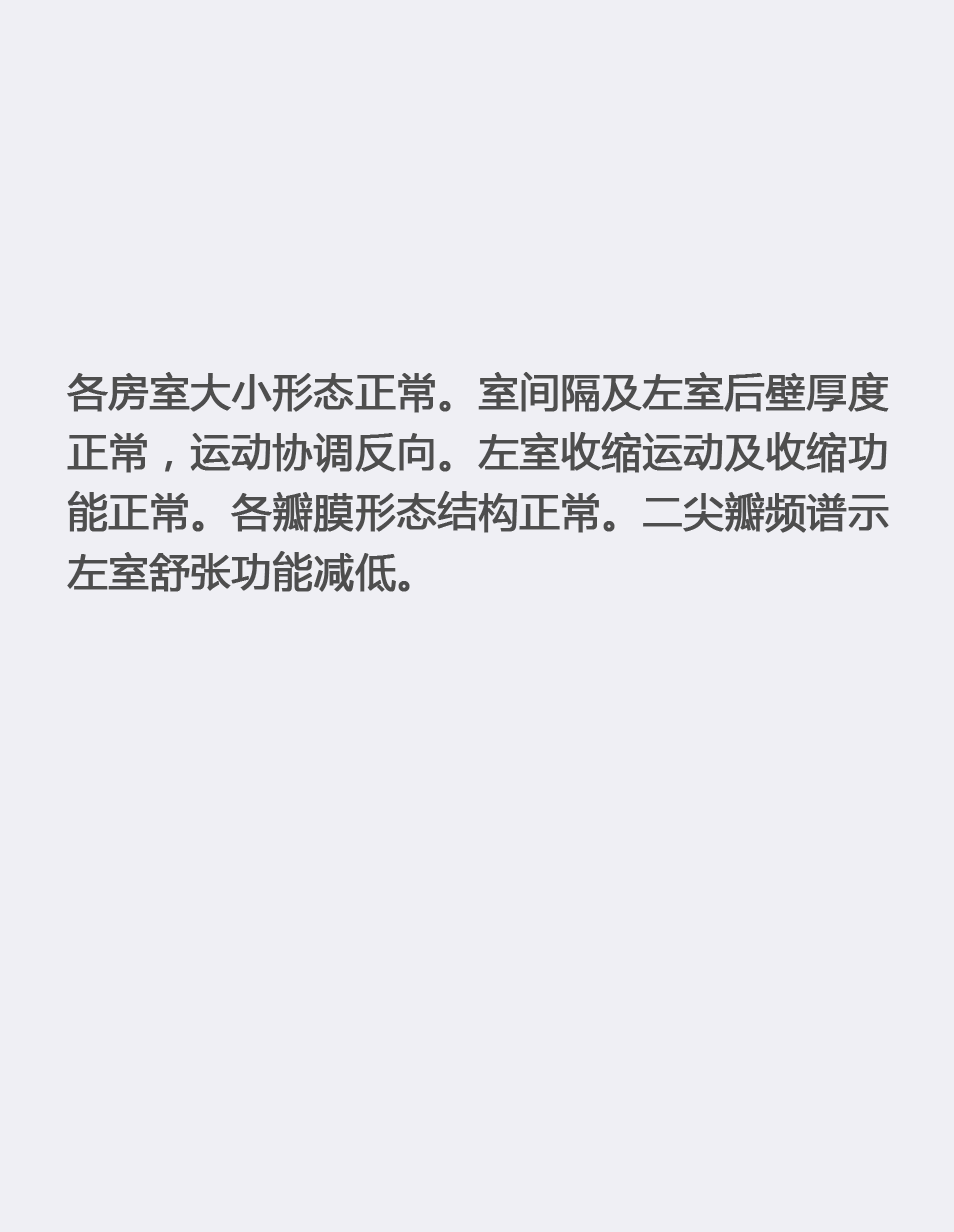 各房室大小形态正常。室间隔及左室后壁厚度
正常，运动协调反向。左室收缩运动及收缩功
能正常。各瓣膜形态结构正常。二尖瓣频谱示
左室舒张功能减低。